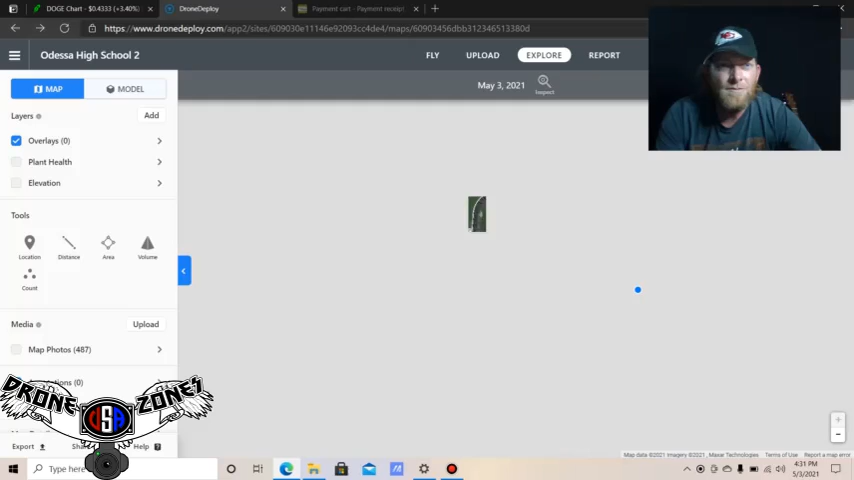 DOGE Chart - $0.4333 (+3.40%)
DroneDeploy
Payment cart - Payment receipt
https://www.dronedeploy.com/app2/sites/609030e11146e92093cc4de4/maps/60903456dbb312346513380d
Odessa High School 2
FLY UPLOAD EXPLORE REPORT
MAP MODEL
May 3, 2021
Inspect
Layers Add
Overlays (0)
Plant Health
Elevation
Tools
Location Distance Area Volume
Count
Media Upload
Map Photos (487)
DRONE ZONES
USA
Export Help
Map data ©2021 Imagery ©2021, Maxar Technologies Terms of Use Report a map error
Type here
4:31 PM
5/3/2021